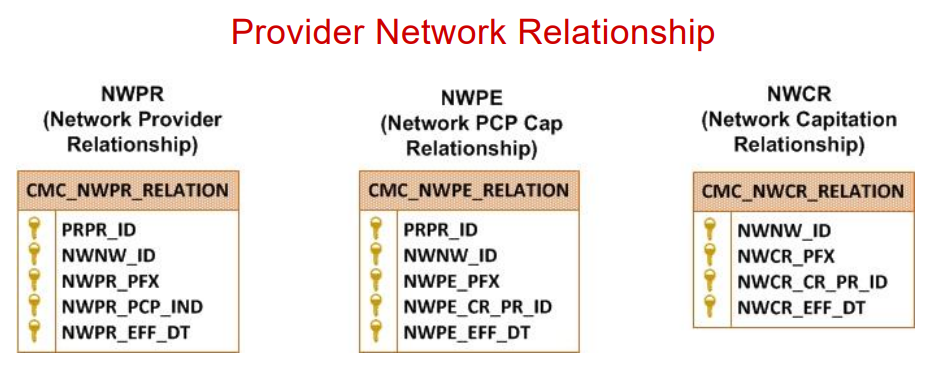 Provider Network Relationship
NWPR
(Network Provider
Relationship)
CMC_NWPR_RELATION
PRPR_ID
NWNW_ID
NWPR_PFX
NWPR_PCP_IND
NWPR_EFF_DT
NWPE
(Network PCP Cap
Relationship)
CMC_NWPE_RELATION
PRPR_ID
NWNW_ID
NWPE_PFX
NWPE_CR_PR_ID
NWPE_EFF_DT
NWCR
(Network Capitation
Relationship)
CMC_NWCR_RELATION
NWNW_ID
NWCR_PFX
NWCR_CR_PR_ID
NWCR_EFF_DT